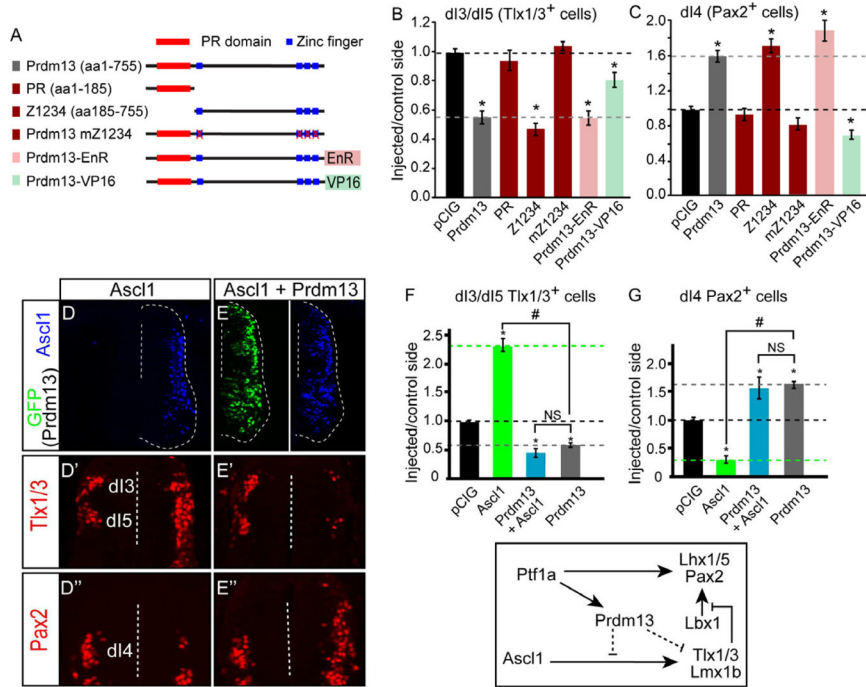 A
PR domain
Zinc finger
Prdm13 (aa1-755)
PR (aa1-185)
Z1234 (aa185-755)
Prdm13 mZ1234
Prdm13-EnR
EnR
Prdm13-VP16
VP16
B
dI3/dI5 (Tlx1/3+ cells)
Injected/control side
1.2
1.0
0.8
0.6
0.4
0.2
0.0
* * * *
pCIG
Prdm13
PR
Z1234
mZ1234
Prdm13-EnR
Prdm13-VP16
C
dI4 (Pax2+ cells)
2.0
1.6
1.2
0.8
0.4
0
* * * *
pCIG
Prdm13
PR
Z1234
mZ1234
Prdm13-EnR
Prdm13-VP16
Ascl1
Ascl1 + Prdm13
GFP
(Prdm13)
Ascl1
D
E
Tlx1/3
D'
dI3
dI5
E'
Pax2
D''
dI4
E''
F
dI3/dI5 Tlx1/3+ cells
Injected/control side
2.5
2.0
1.5
1.0
0.5
0
#
NS
* * *
pCIG
Ascl1
Prdm13
+Ascl1
Prdm13
G
dI4 Pax2+ cells
Injected/control side
2.5
2.0
1.5
1.0
0.5
0
#
NS
* * *
pCIG
Ascl1
Prdm13
+Ascl1
Prdm13
Ptf1a
Lhx1/5
Pax2
Prdm13
Lbx1
Ascl1
Tlx1/3
Lmx1b